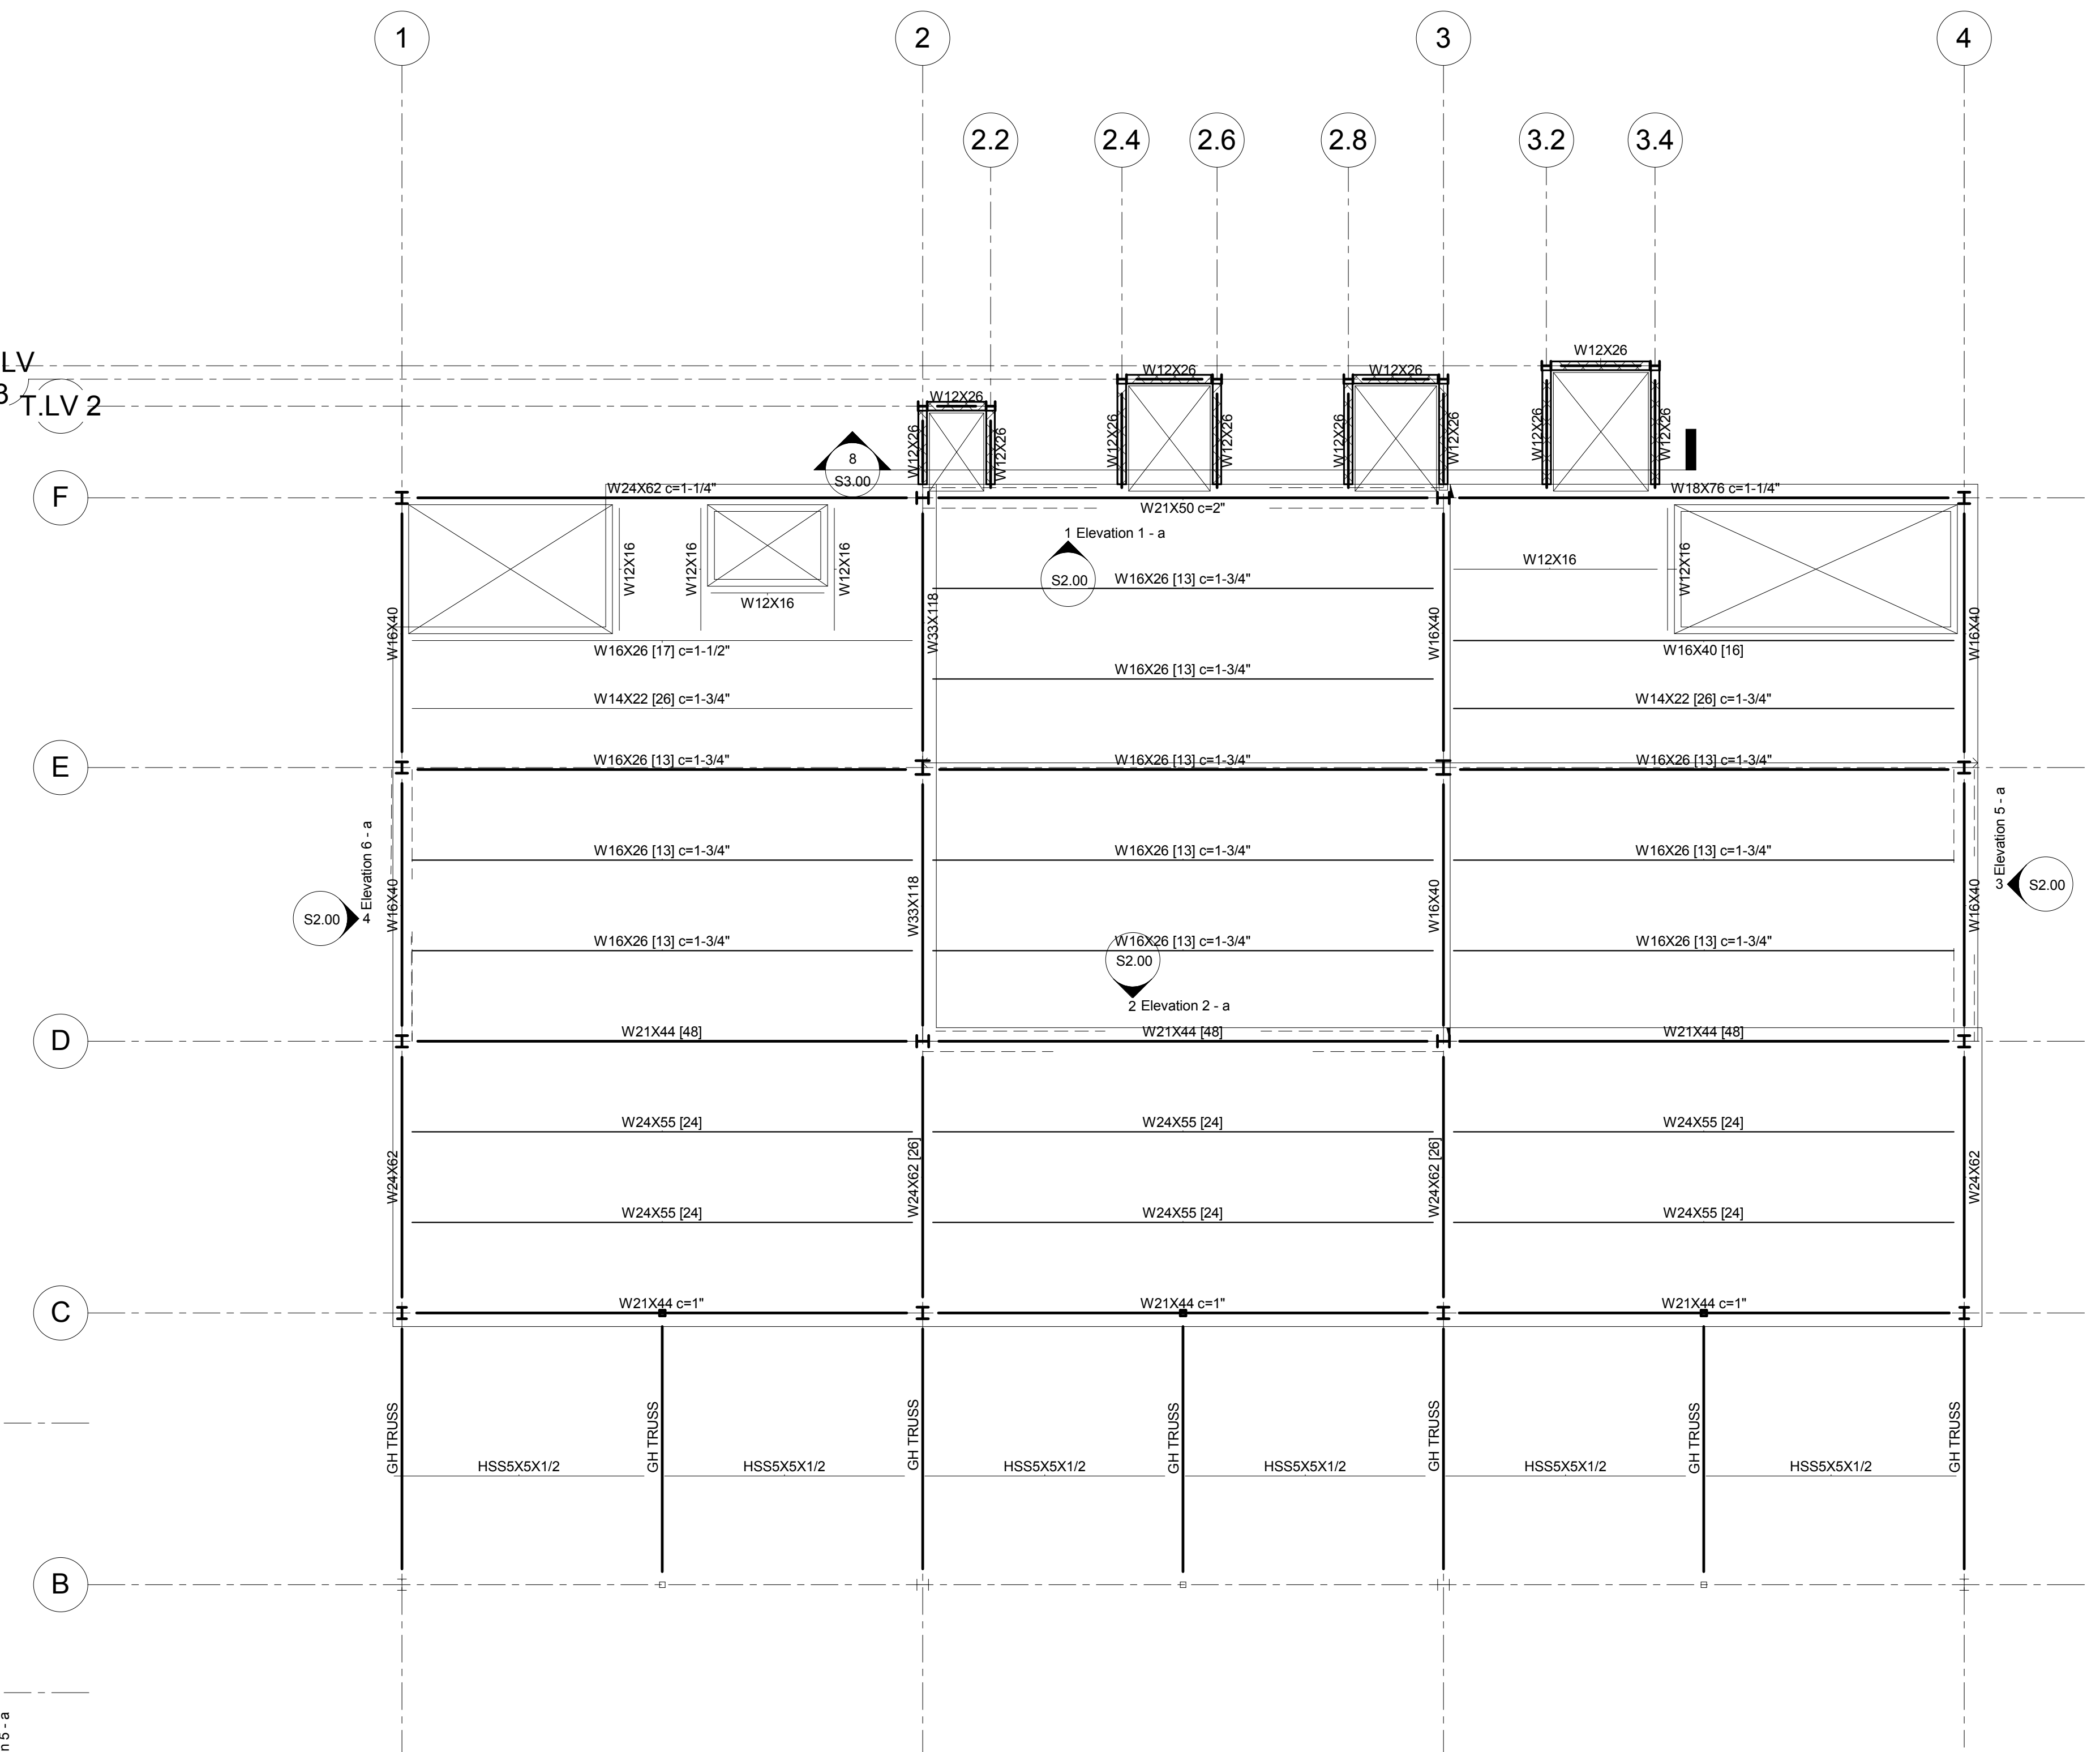 1
2
3
4
2.2
2.4
2.6
2.8
3.2
3.4
LV
3
T.LV 2
W12X26
W12X26
W12X26
W12X26
W12X26
W12X26
W12X26
W12X26
W12X26
W12X26
W12X26
W12X26
8
S3.00
F
W24X62 c=1-1/4"
W21X50 c=2"
W18X76 c=1-1/4"
1 Elevation 1 - a
S2.00
W12X16
W12X16
W12X16
W12X16
W12X16
W12X16
W16X26 [13] c=1-3/4"
W16X40
W33X118
W16X40
W16X40
W16X26 [17] c=1-1/2"
W16X26 [13] c=1-3/4"
W16X40 [16]
W14X22 [26] c=1-3/4"
W14X22 [26] c=1-3/4"
E
W16X26 [13] c=1-3/4"
W16X26 [13] c=1-3/4"
W16X26 [13] c=1-3/4"
W16X26 [13] c=1-3/4"
W16X26 [13] c=1-3/4"
W16X26 [13] c=1-3/4"
S2.00
4
Elevation 6 - a
W16X40
W33X118
W16X40
W16X40
3
Elevation 5 - a
S2.00
W16X26 [13] c=1-3/4"
W16X26 [13] c=1-3/4"
W16X26 [13] c=1-3/4"
S2.00
2 Elevation 2 - a
D
W21X44 [48]
W21X44 [48]
W21X44 [48]
W24X55 [24]
W24X55 [24]
W24X55 [24]
W24X62
W24X62 [26]
W24X62 [26]
W24X62
W24X55 [24]
W24X55 [24]
W24X55 [24]
C
W21X44 c=1"
W21X44 c=1"
W21X44 c=1"
GH TRUSS
GH TRUSS
GH TRUSS
GH TRUSS
GH TRUSS
GH TRUSS
GH TRUSS
HSS5X5X1/2
HSS5X5X1/2
HSS5X5X1/2
HSS5X5X1/2
HSS5X5X1/2
HSS5X5X1/2
B
n 5 - a